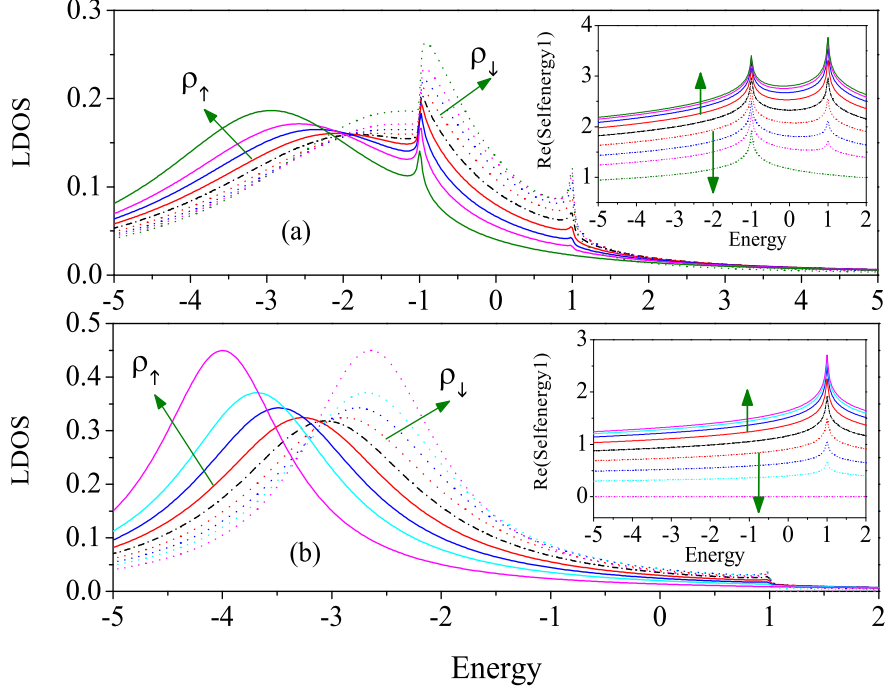 0.3
0.2
0.1
0.0
LDOS
ρ↑
ρ↓
(a)
-5 -4 -3 -2 -1 0 1 2 3 4 5
4
3
2
1
Re(Selfenergy1)
-5 -4 -3 -2 -1 0 1 2
Energy
0.5
0.4
0.3
0.2
0.1
0.0
LDOS
ρ↑
ρ↓
(b)
-5 -4 -3 -2 -1 0 1 2
3
2
1
0
Re(Selfenergy1)
-5 -4 -3 -2 -1 0 1 2
Energy
Energy